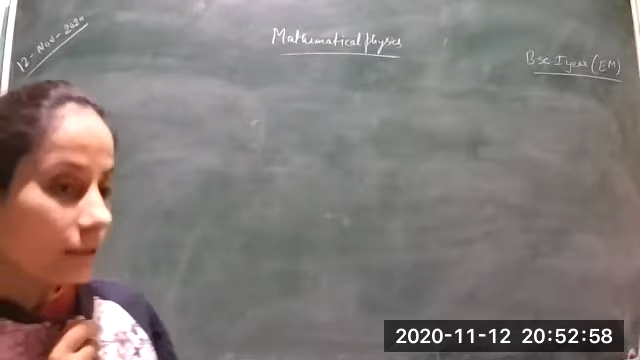 12-Nov-2020
Mathematical physics
Bsc I year (EM)
2020-11-12 20:52:58